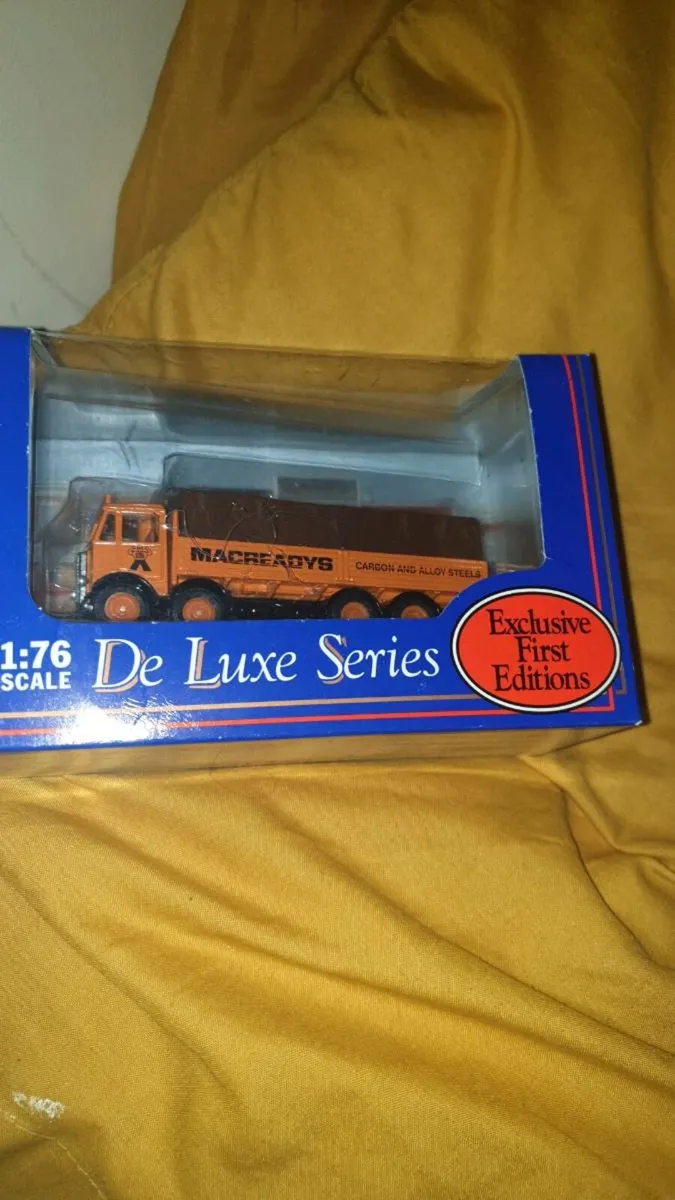 MACREADYS
CARBON AND ALLOY STEELS
1:76
SCALE
De Luxe Series
Exclusive
First
Editions